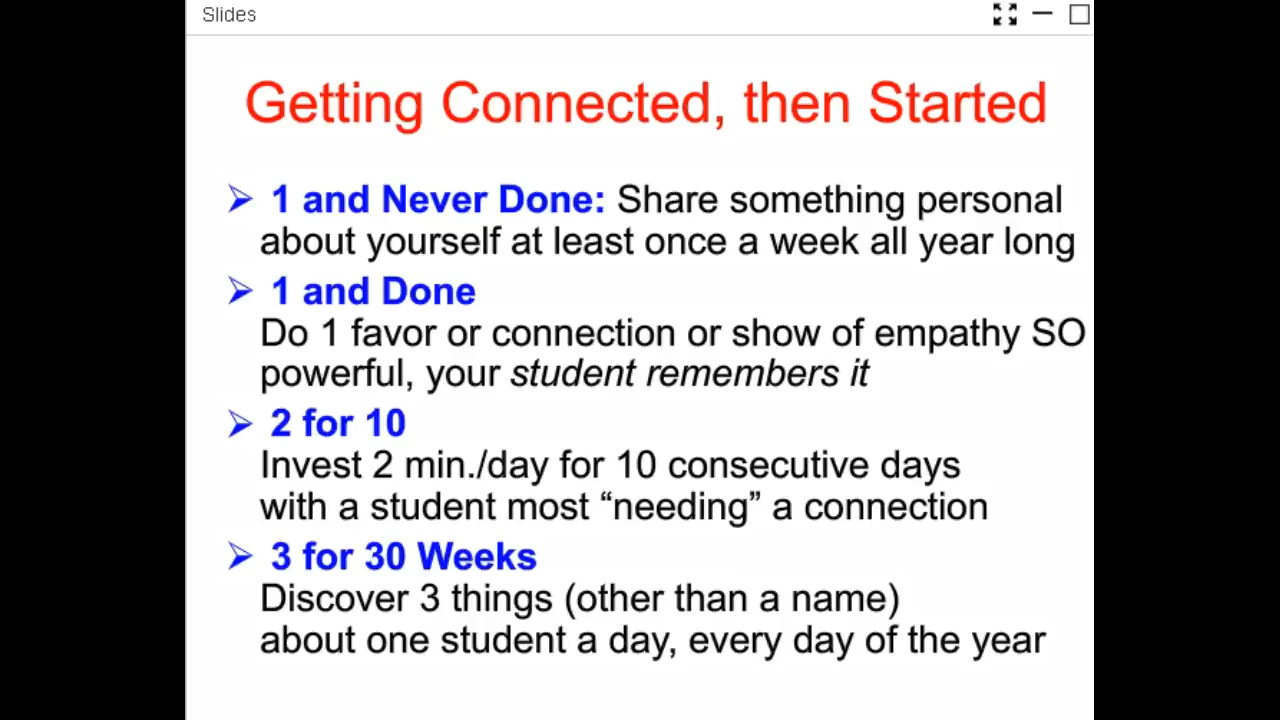 Slides
Getting Connected, then Started
➢ 1 and Never Done: Share something personal
about yourself at least once a week all year long
➢ 1 and Done
Do 1 favor or connection or show of empathy SO
powerful, your student remembers it
➢ 2 for 10
Invest 2 min./day for 10 consecutive days
with a student most “needing” a connection
➢ 3 for 30 Weeks
Discover 3 things (other than a name)
about one student a day, every day of the year